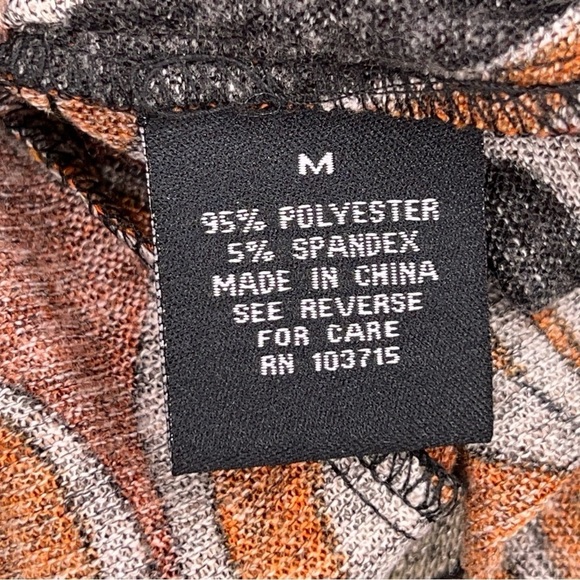 M
95% POLYESTER
5% SPANDEX
MADE IN CHINA
SEE REVERSE
FOR CARE
RN 103715